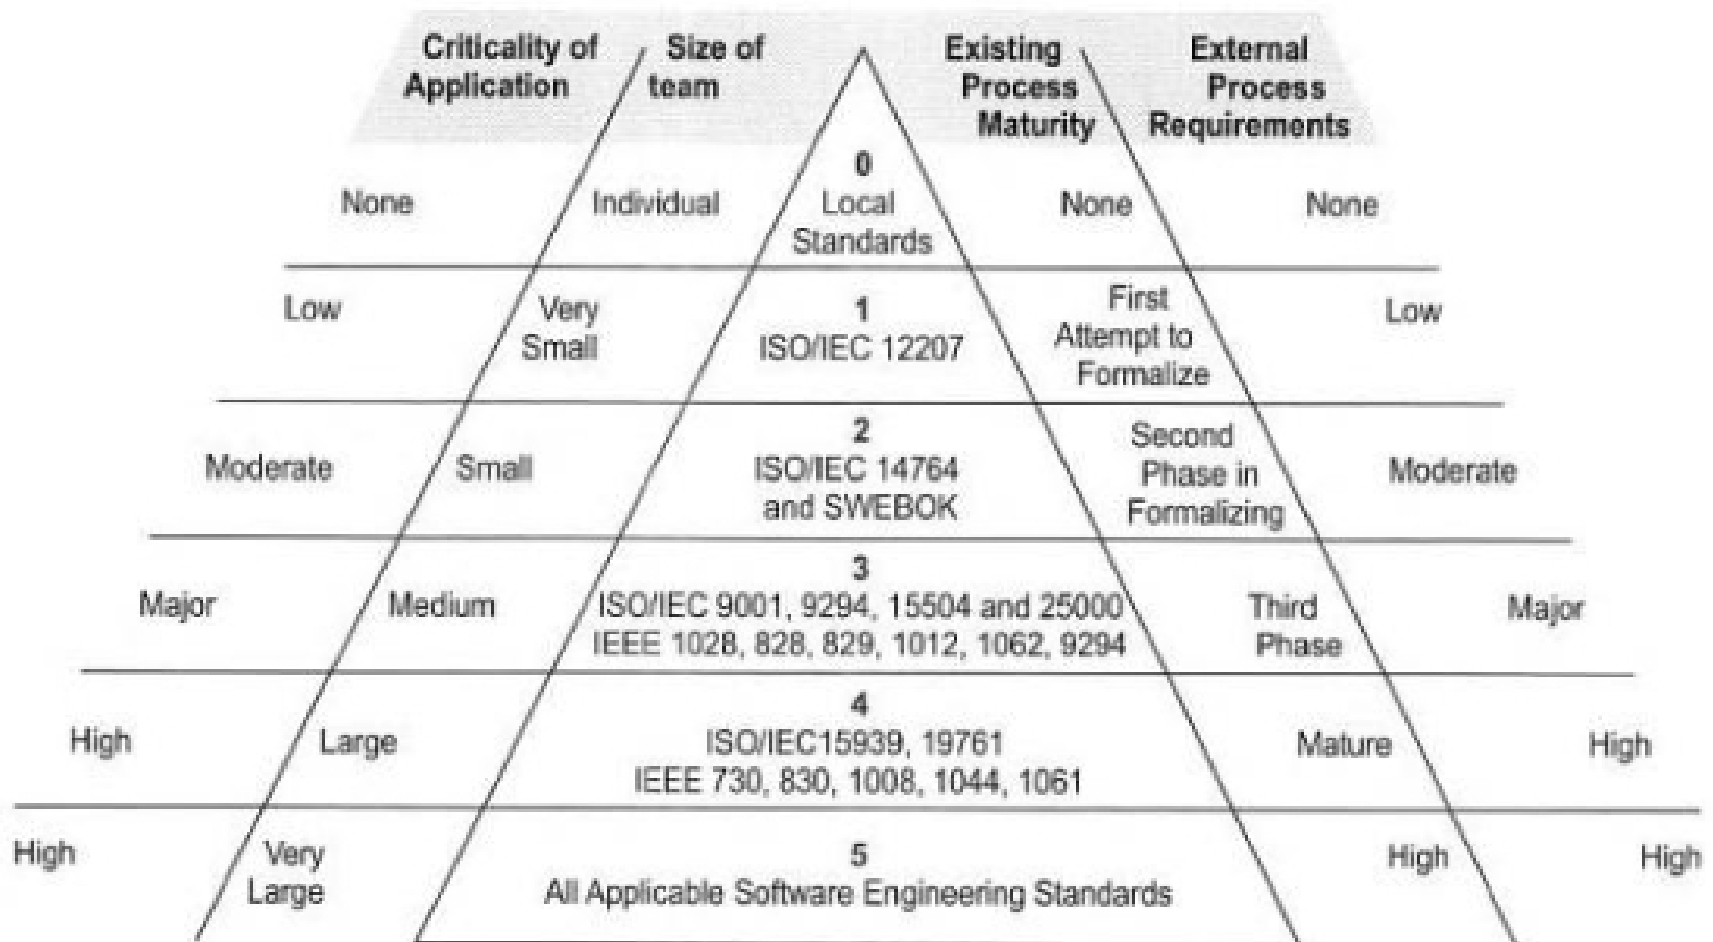 Criticality of Application
Size of team
Existing Process Maturity
External Process Requirements
None
Individual
0
Local
Standards
None
None
Low
Very
Small
1
ISO/IEC 12207
First
Attempt to
Formalize
Low
Moderate
Small
2
ISO/IEC 14764
and SWEBOK
Second
Phase in
Formalizing
Moderate
Major
Medium
3
ISO/IEC 9001, 9294, 15504 and 25000
IEEE 1028, 828, 829, 1012, 1062, 9294
Third
Phase
Major
High
Large
4
ISO/IEC15939, 19761
IEEE 730, 830, 1008, 1044, 1061
Mature
High
High
Very
Large
5
All Applicable Software Engineering Standards
High
High